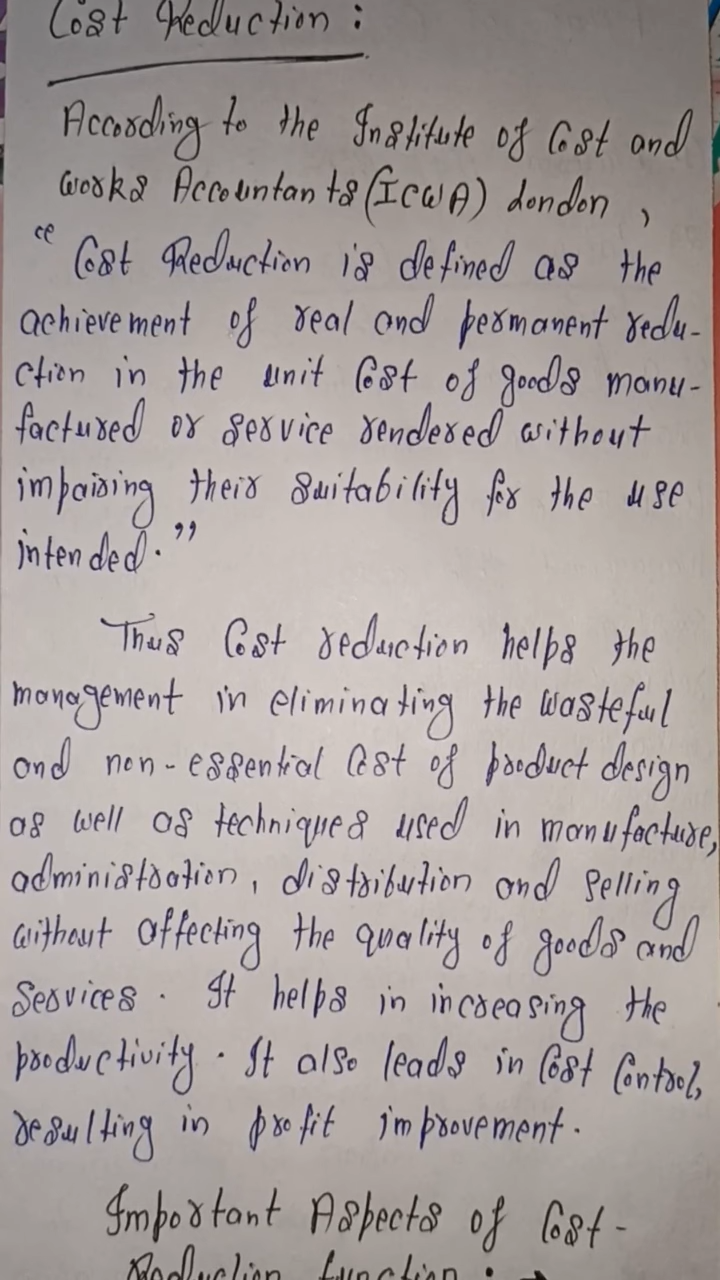 Cost Reduction :
According to the Institute of Cost and
works Accountants (ICWA) London ,
“ Cost Reduction is defined as the
achievement of real and permanent redu-
ction in the unit Cost of goods manu-
factured or service rendered without
impairing their suitability for the use
intended. ”
Thus Cost reduction helps the
management in eliminating the wasteful
and non-essential Cost of product design
as well as techniques used in manufacture,
administration, distribution and selling
without affecting the quality of goods and
Services. It helps in increasing the
productivity. It also leads in Cost Control,
resulting in profit improvement.
Important Aspects of Cost-
Reduction function : →